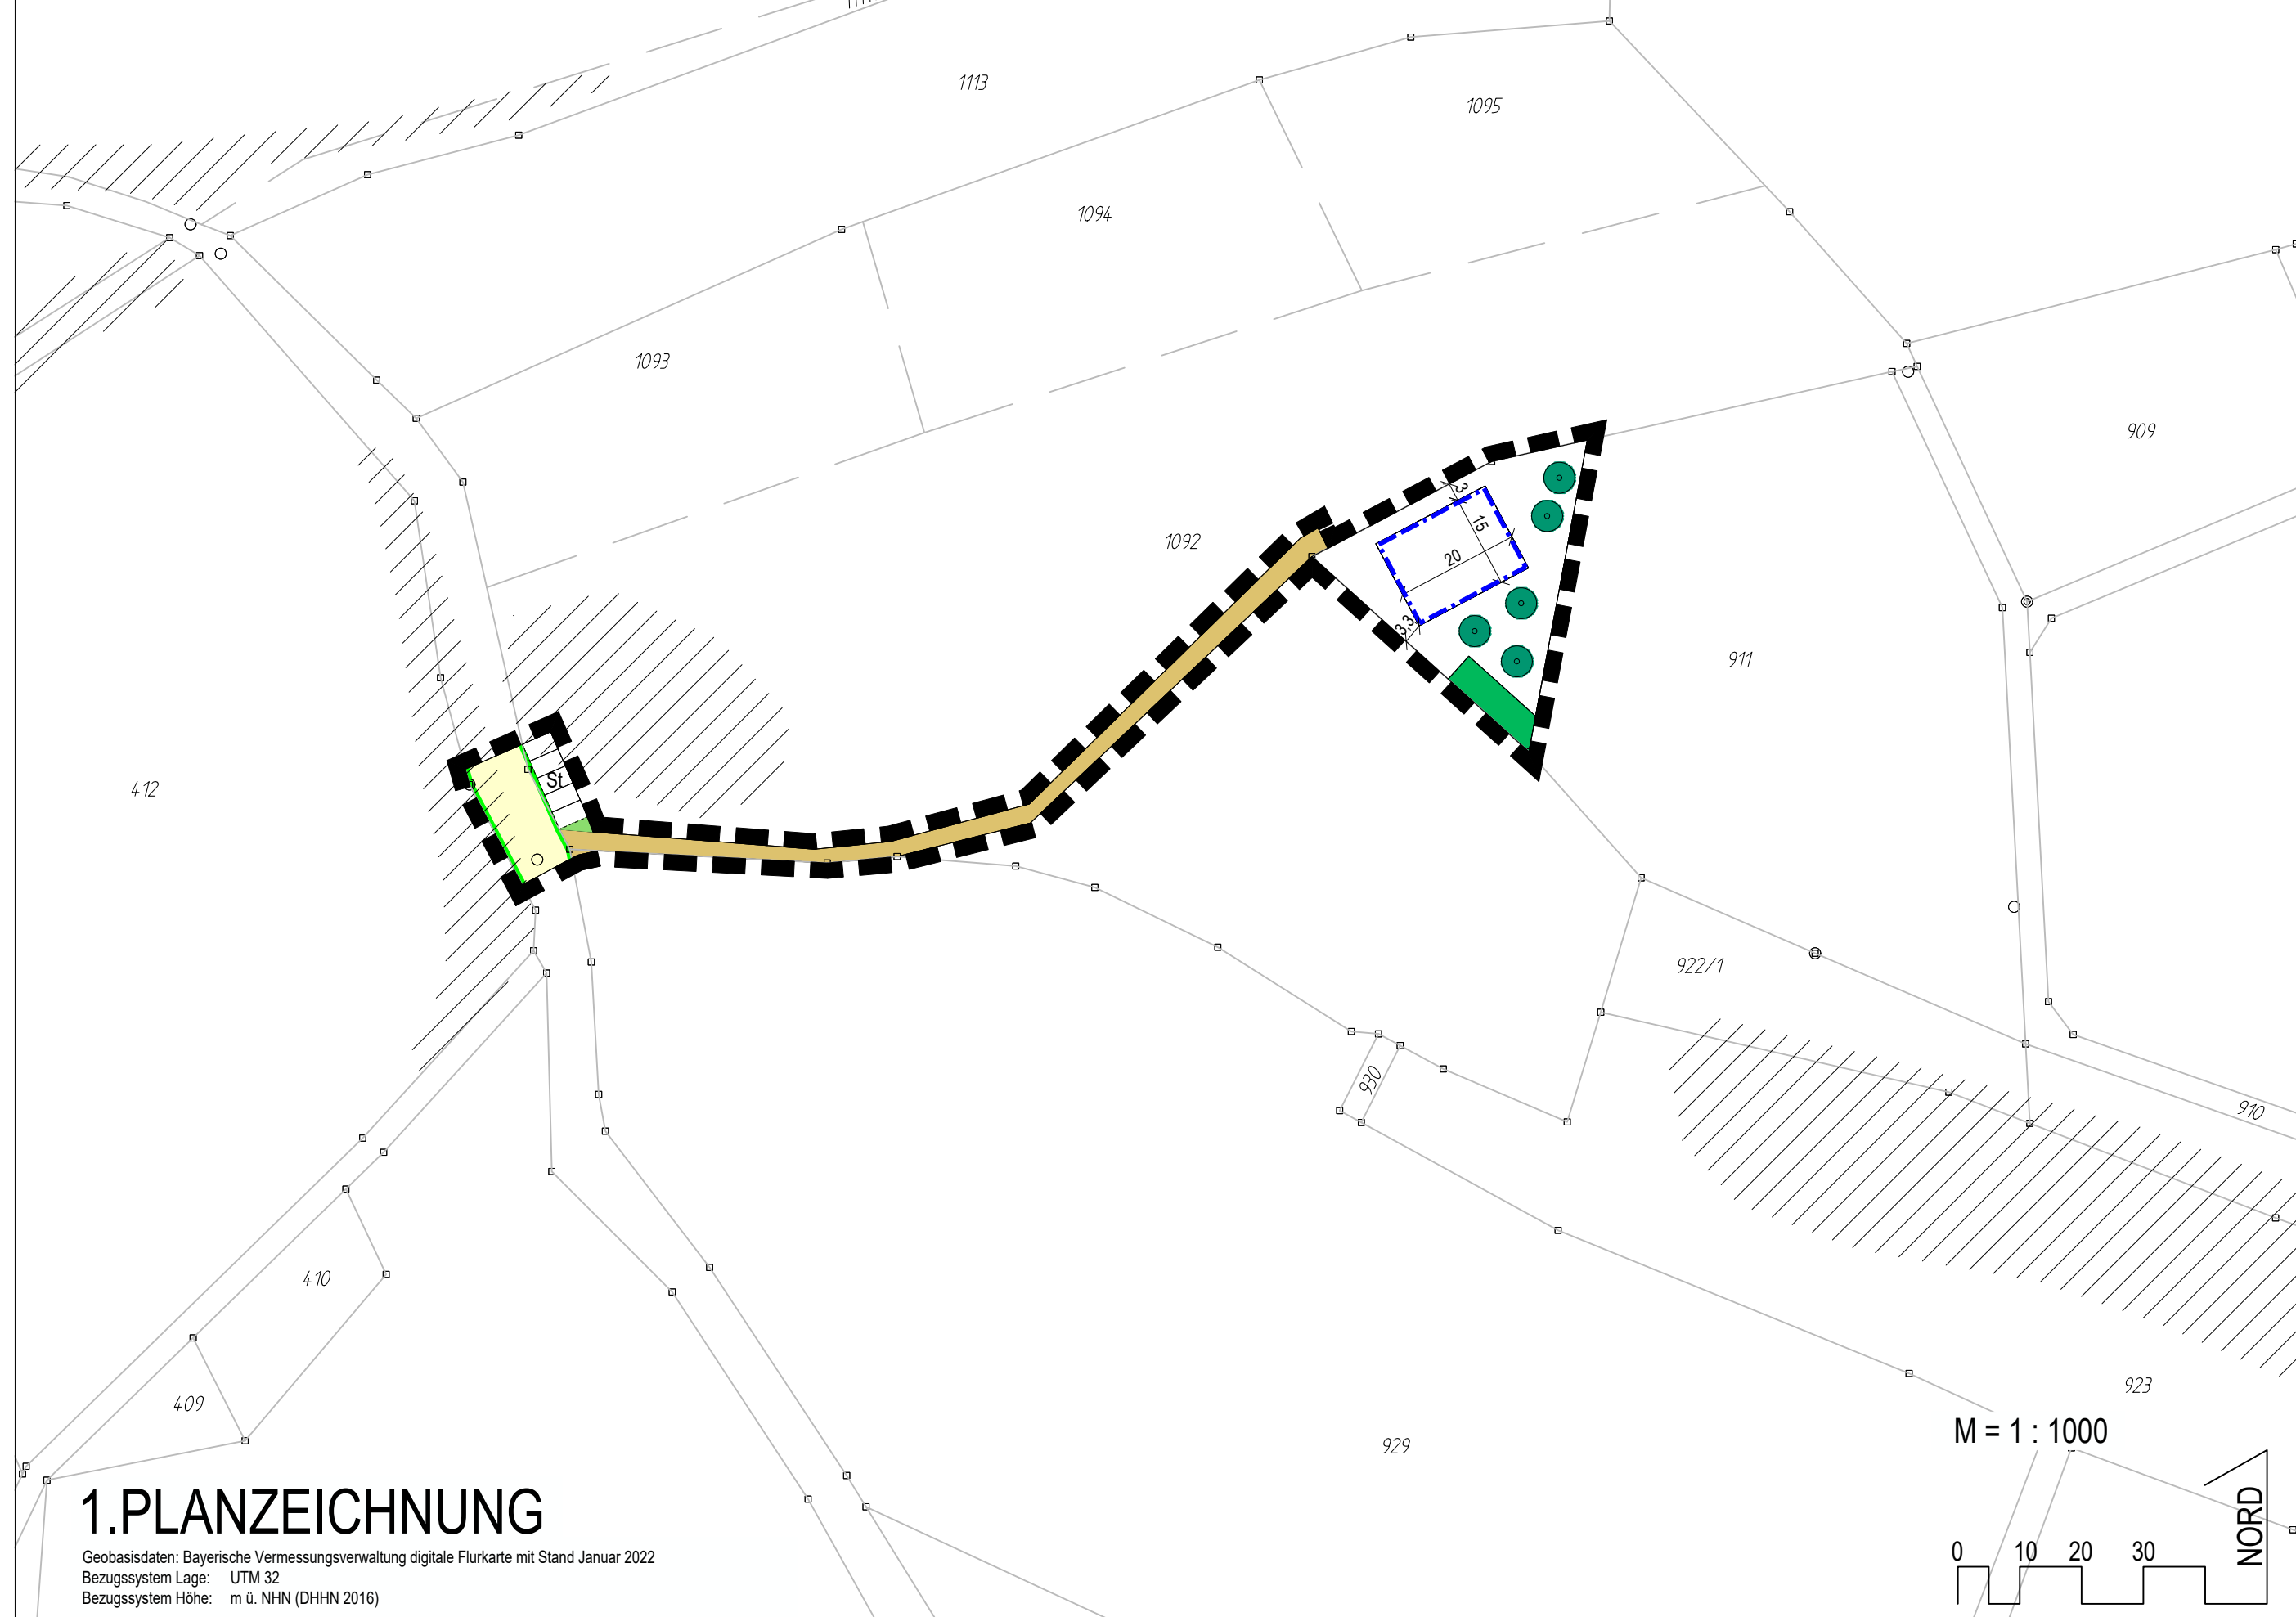 1113
1095
1094
1093
909
3
15
1092
20
3,3
911
St
412
922/1
930
910
410
923
409
M = 1 : 1000
929
1.PLANZEICHNUNG
NORD
0 10 20 30
Geobasisdaten: Bayerische Vermessungsverwaltung digitale Flurkarte mit Stand Januar 2022
Bezugssystem Lage: UTM 32
Bezugssystem Höhe: m ü. NHN (DHHN 2016)